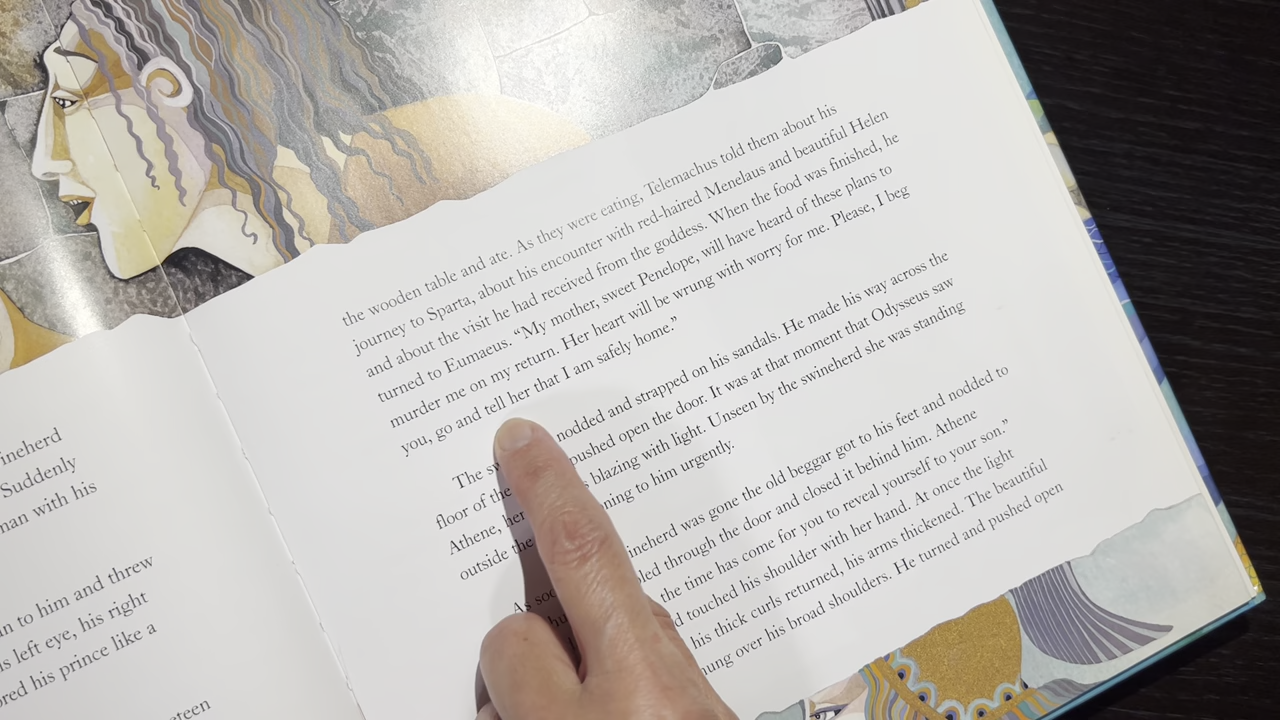 ineherd
Suddenly
nan with his
n to him and threw
s left eye, his right
ored his prince like a
eteen
the wooden table and ate. As they were eating, Telemachus told them about his
journey to Sparta, about his encounter with red-haired Menelaus and beautiful Helen
and about the visit he had received from the goddess. When the food was finished, he
turned to Eumaeus. “My mother, sweet Penelope, will have heard of these plans to
murder me on my return. Her heart will be wrung with worry for me. Please, I beg
you, go and tell her that I am safely home.”
The sw nodded and strapped on his sandals. He made his way across the
floor of the pushed open the door. It was at that moment that Odysseus saw
Athene, her s blazing with light. Unseen by the swineherd she was standing
outside the ning to him urgently.
As soo ineherd was gone the old beggar got to his feet and nodded to
hu led through the door and closed it behind him. Athene
the time has come for you to reveal yourself to your son.”
d touched his shoulder with her hand. At once the light
his thick curls returned, his arms thickened. The beautiful
hung over his broad shoulders. He turned and pushed open